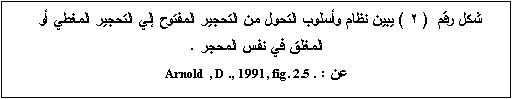 شكل رقم ( ٢ ) يبين نظام وأسلوب التحول من التحجير المفتوح إلي التحجير المغطي أو
المغلق في نفس المحجر .
عن : Arnold , D ., 1991, fig. 2.5 .